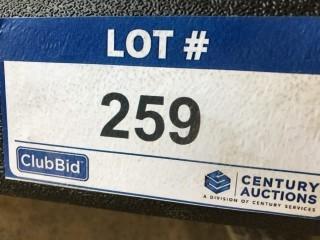 LOT #
259
ClubBid
CENTURY
AUCTIONS
A DIVISION OF CENTURY SERVICES